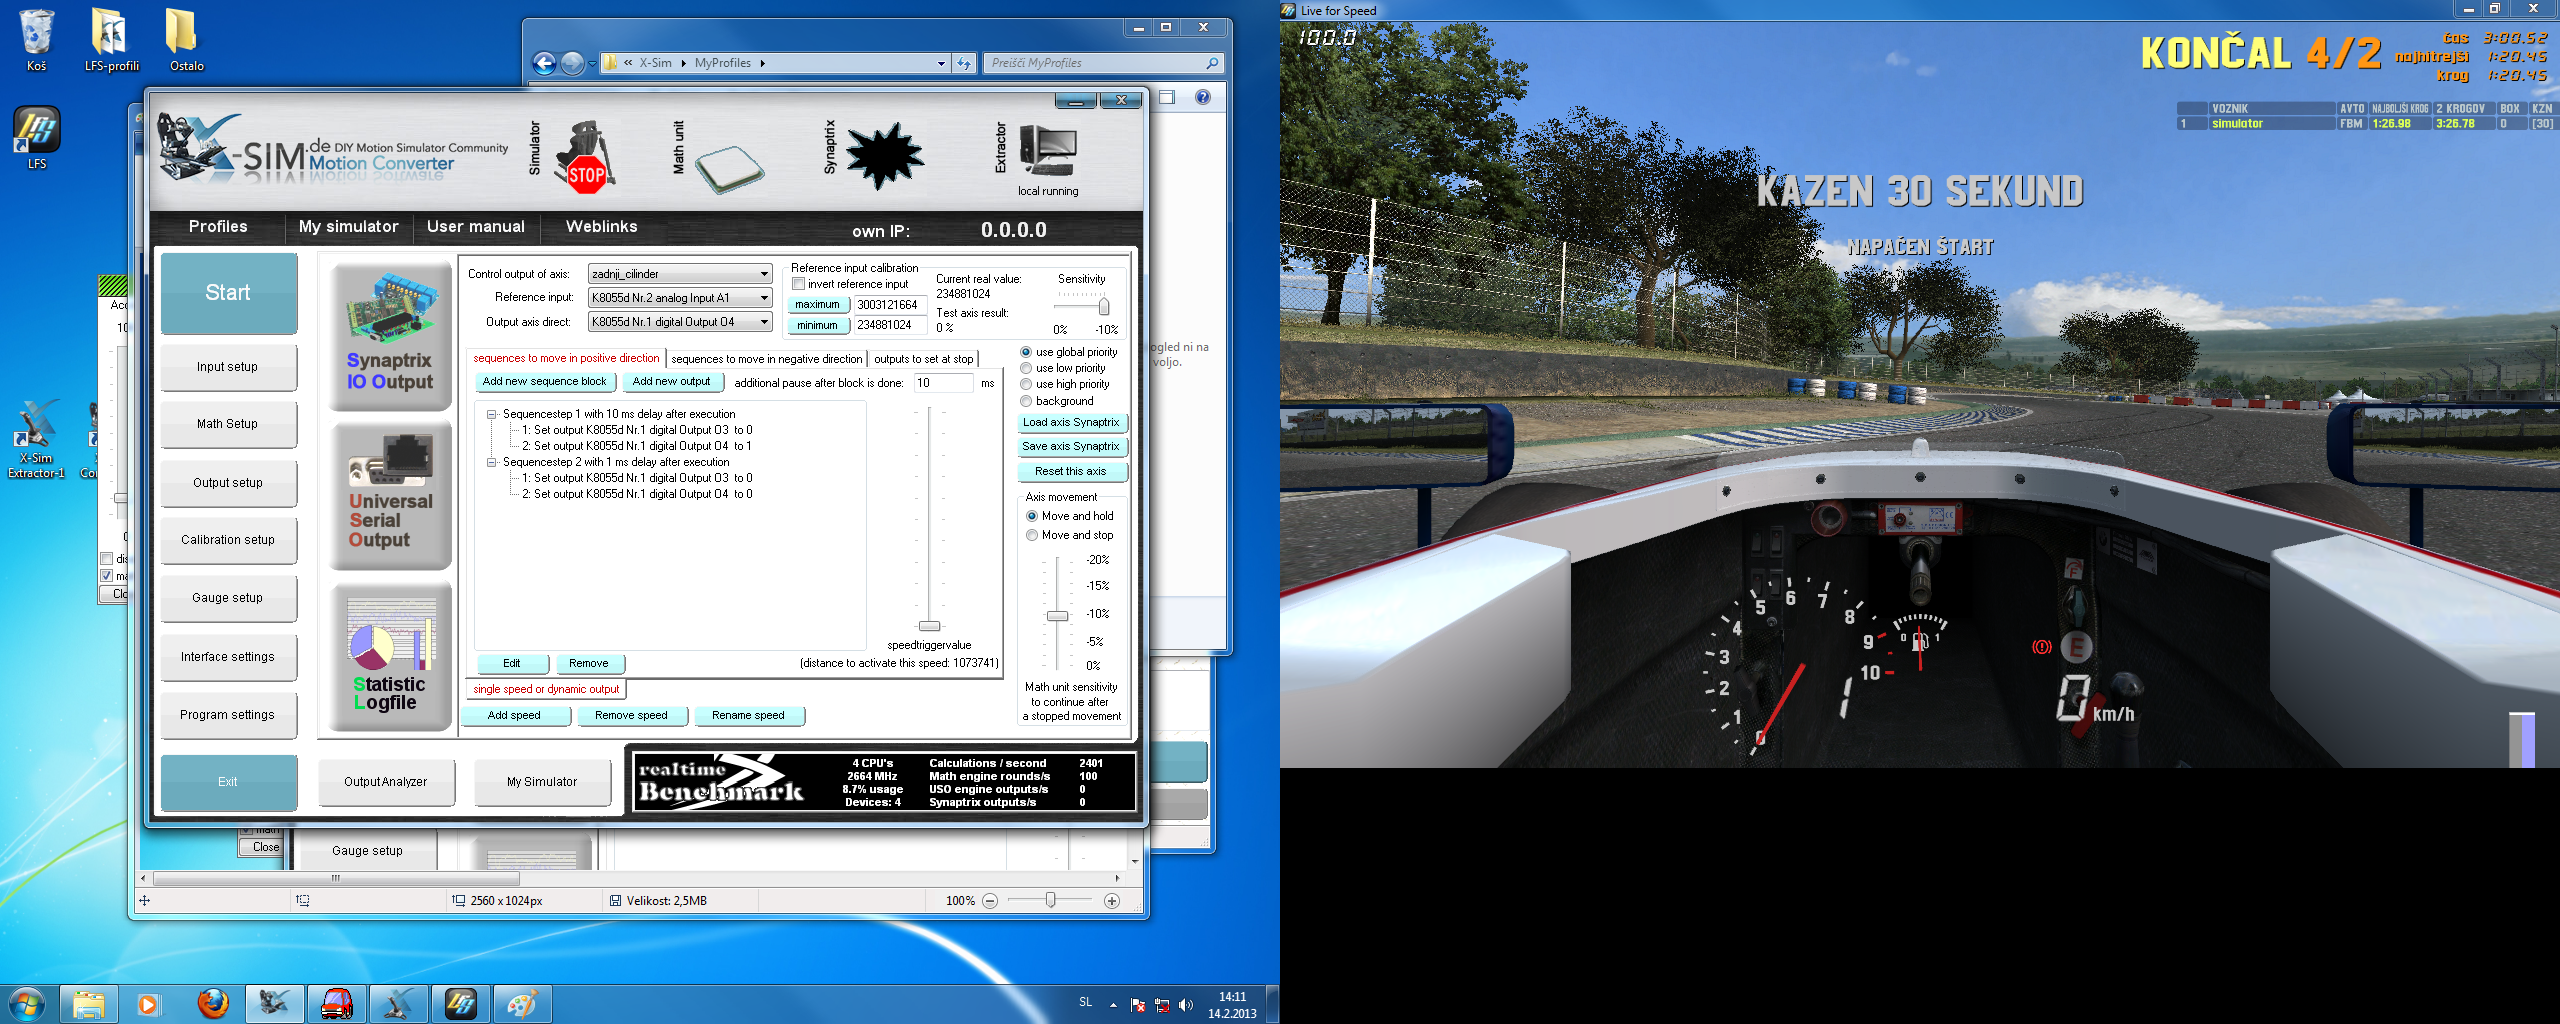 Koš
LFS-profili
Ostalo
LFS
X-Sim
Extractor-1
« X-Sim ▸ MyProfiles ▸
Preišči MyProfiles
X-SIM.de DIY Motion Simulator Community
Motion Converter
Simulator
STOP
Math unit
Synaptrix
Extractor
local running
Profiles
My simulator
User manual
Weblinks
own IP: 0.0.0.0
Start
Input setup
Math Setup
Output setup
Calibration setup
Gauge setup
Interface settings
Program settings
Exit
Synaptrix
IO Output
Universal
Serial
Output
Statistic
Logfile
Control output of axis: zadnji_cilinder
Reference input: K8055d Nr.2 analog Input A1
Output axis direct: K8055d Nr.1 digital Output O4
Reference input calibration
invert reference input
maximum 3003121664
minimum 234881024
Current real value:
234881024
Test axis result:
0 %
Sensitivity
0% -10%
sequences to move in positive direction
sequences to move in negative direction
outputs to set at stop
Add new sequence block
Add new output
additional pause after block is done: 10 ms
Sequencestep 1 with 10 ms delay after execution
1: Set output K8055d Nr.1 digital Output O3 to 0
2: Set output K8055d Nr.1 digital Output O4 to 1
Sequencestep 2 with 1 ms delay after execution
1: Set output K8055d Nr.1 digital Output O3 to 0
2: Set output K8055d Nr.1 digital Output O4 to 0
speedtriggervalue
(distance to activate this speed: 1073741)
Edit
Remove
single speed or dynamic output
Add speed
Remove speed
Rename speed
use global priority
use low priority
use high priority
background
Load axis Synaptrix
Save axis Synaptrix
Reset this axis
Axis movement
Move and hold
Move and stop
-20%
-15%
-10%
-5%
0%
Math unit sensitivity
to continue after
a stopped movement
Output Analyzer
My Simulator
realtime
Benchmark
4 CPU's
2664 MHz
8.7% usage
Devices: 4
Calculations / second 2401
Math engine rounds/s 100
USO engine outputs/s 0
Synaptrix outputs/s 0
ogled ni na
voljo.
Close
Gauge setup
2560 x 1024px
Velikost: 2,5MB
100%
SL
14:11
14.2.2013
Live for Speed
100.0
KONČAL 4/2
čas 3:00.52
najhitrejši 1:20.45
krog 1:20.45
VOZNIK AVTO NAJBOLJŠI KROG 2 KROGOV BOX KZN
1 simulator FBM 1:26.98 3:26.78 0 [30]
KAZEN 30 SEKUND
NAPAČEN ŠTART
0 1 2 3 4 5 6 7 8 9 10
0 1
1
E
0 km/h